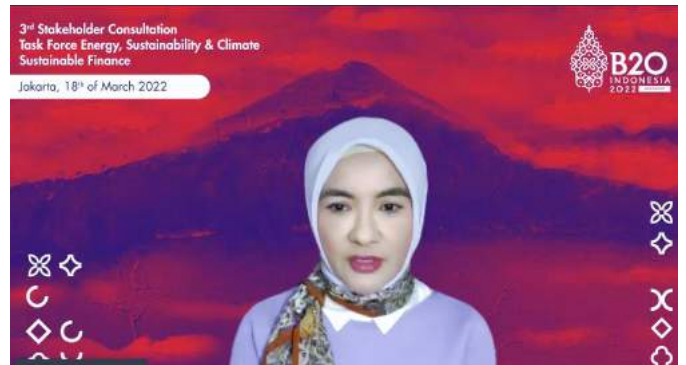 3rd Stakeholder Consultation
Task Force Energy, Sustainability & Climate
Sustainable Finance
Jakarta, 18th of March 2022
B20
INDONESIA
2022